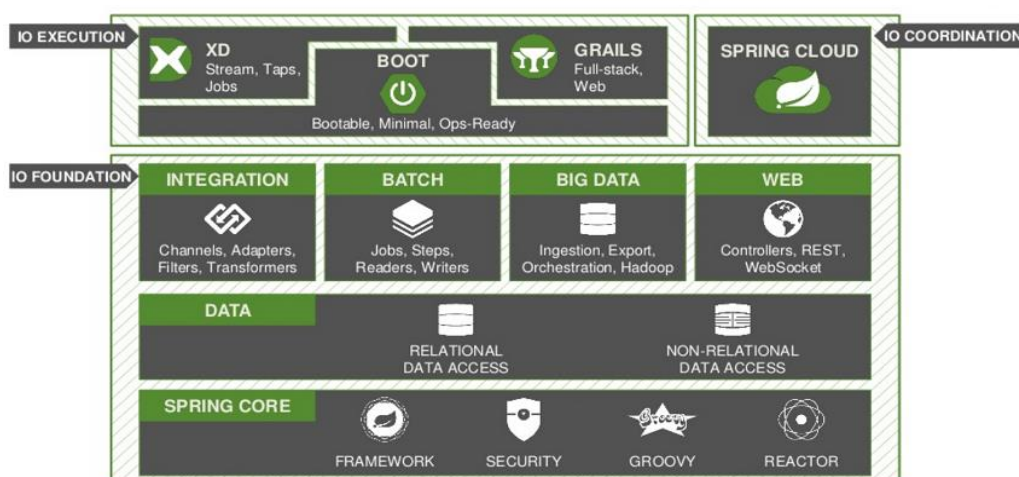 IO EXECUTION
XD
Stream, Taps,
Jobs
BOOT
Bootable, Minimal, Ops-Ready
GRAILS
Full-stack,
Web
SPRING CLOUD
IO COORDINATION
IO FOUNDATION
INTEGRATION
Channels, Adapters,
Filters, Transformers
BATCH
Jobs, Steps,
Readers, Writers
BIG DATA
Ingestion, Export,
Orchestration, Hadoop
WEB
Controllers, REST,
WebSocket
DATA
RELATIONAL
DATA ACCESS
NON-RELATIONAL
DATA ACCESS
SPRING CORE
FRAMEWORK
SECURITY
Groovy
GROOVY
REACTOR